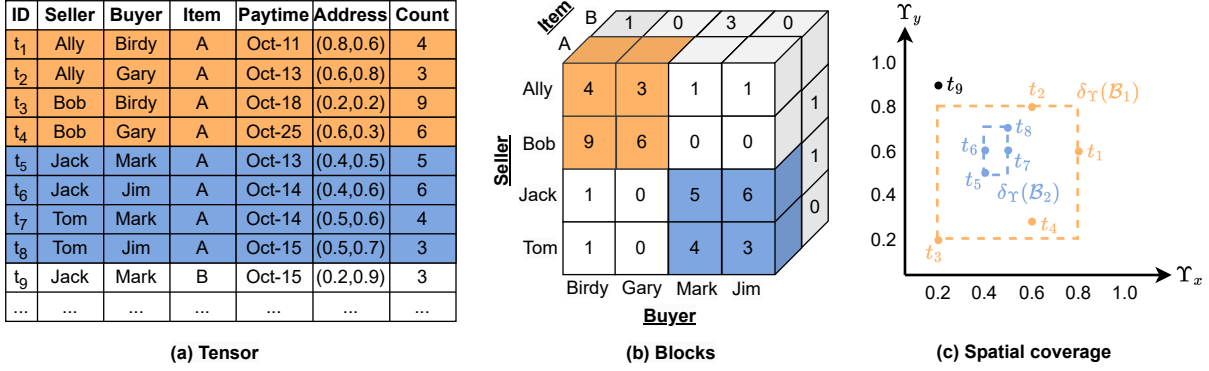 ID Seller Buyer Item Paytime Address Count
t1 Ally Birdy A Oct-11 (0.8,0.6) 4
t2 Ally Gary A Oct-13 (0.6,0.8) 3
t3 Bob Birdy A Oct-18 (0.2,0.2) 9
t4 Bob Gary A Oct-25 (0.6,0.3) 6
t5 Jack Mark A Oct-13 (0.4,0.5) 5
t6 Jack Jim A Oct-14 (0.4,0.6) 6
t7 Tom Mark A Oct-14 (0.5,0.6) 4
t8 Tom Jim A Oct-15 (0.5,0.7) 3
t9 Jack Mark B Oct-15 (0.2,0.9) 3
... ... ... ... ... ... ...
(a) Tensor
Item
B 1 0 3 0
A
Ally 4 3 1 1
Bob 9 6 0 0
Jack 1 0 5 6
Tom 1 0 4 3
1
1
0
Seller
Birdy Gary Mark Jim
Buyer
(b) Blocks
Υy
1.0
0.8
0.6
0.4
0.2
t9
t2
δΥ(B1)
t8
t6
t7
t1
t5
δΥ(B2)
t4
t3
Υx
0.2 0.4 0.6 0.8 1.0
(c) Spatial coverage